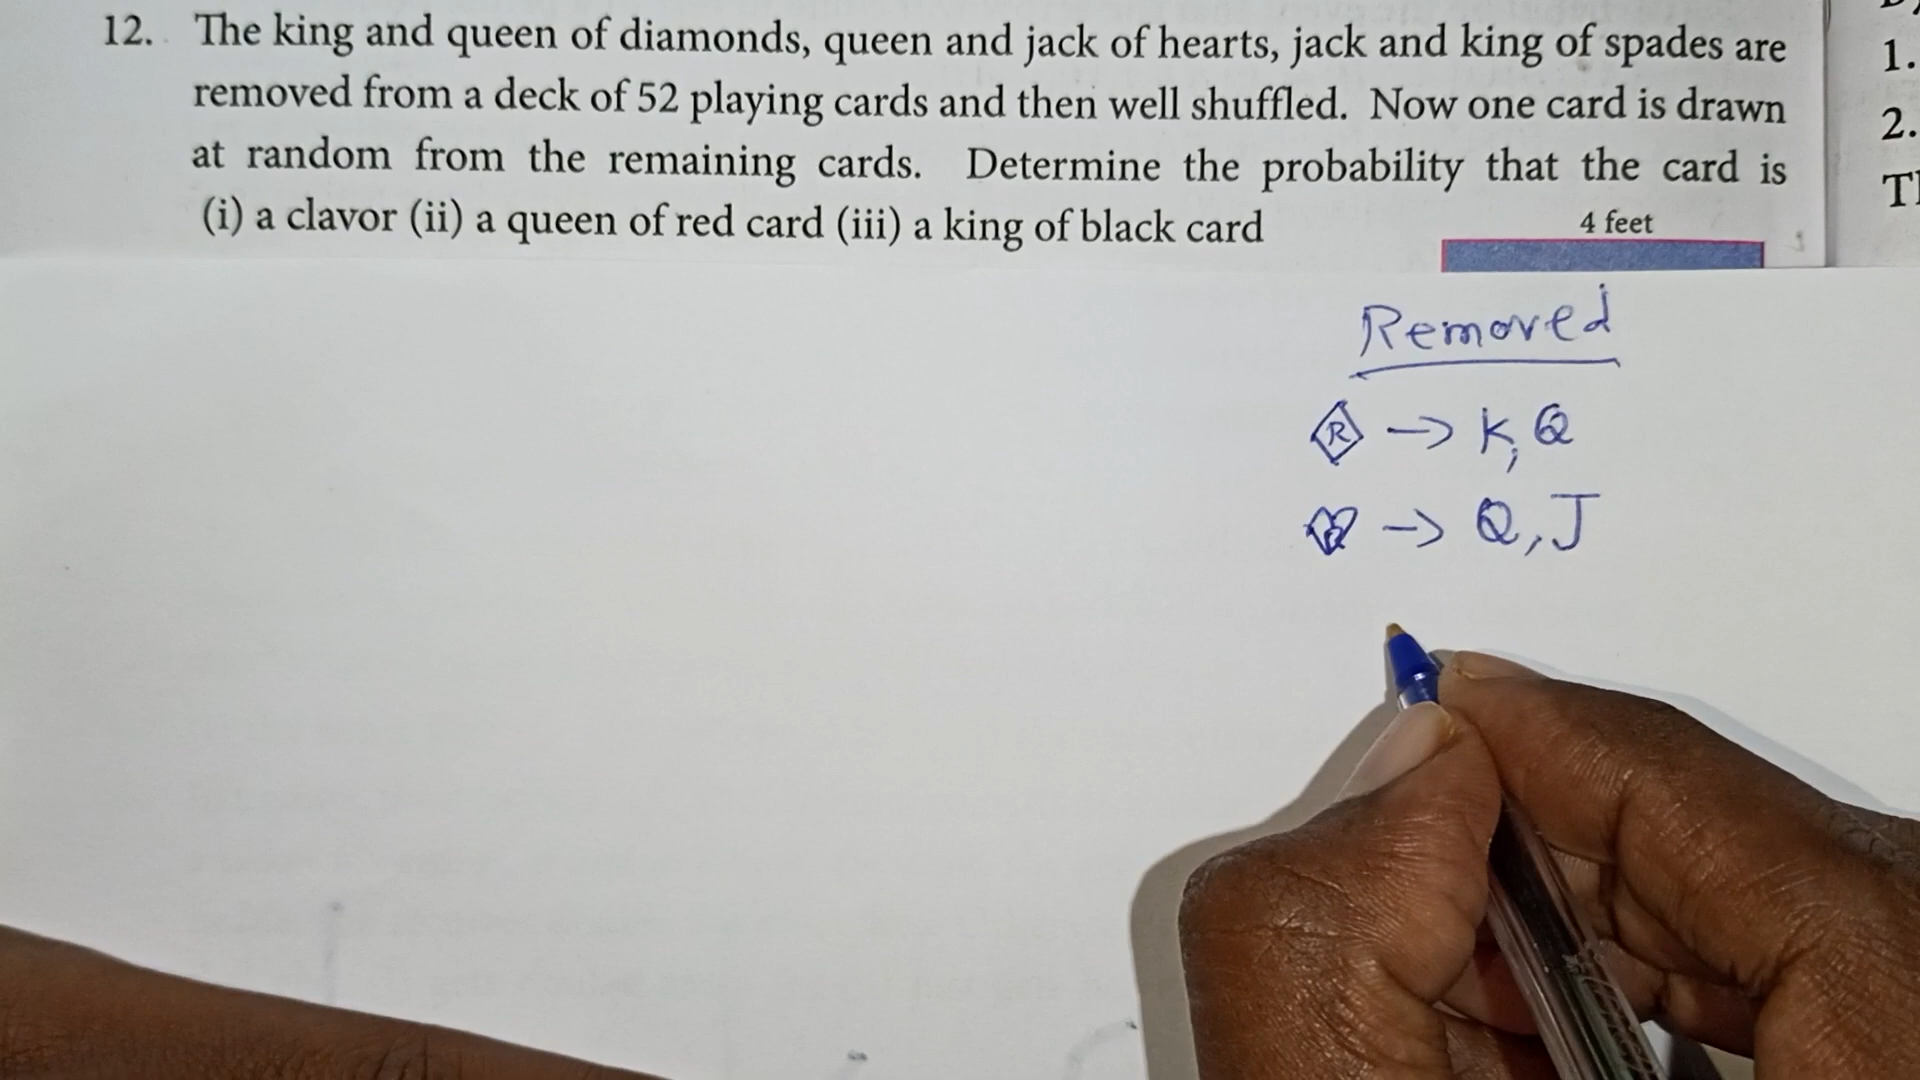 12. The king and queen of diamonds, queen and jack of hearts, jack and king of spades are
removed from a deck of 52 playing cards and then well shuffled. Now one card is drawn
at random from the remaining cards. Determine the probability that the card is
(i) a clavor (ii) a queen of red card (iii) a king of black card
4 feet
1.
2.
Removed
R → K, Q
R → Q, J